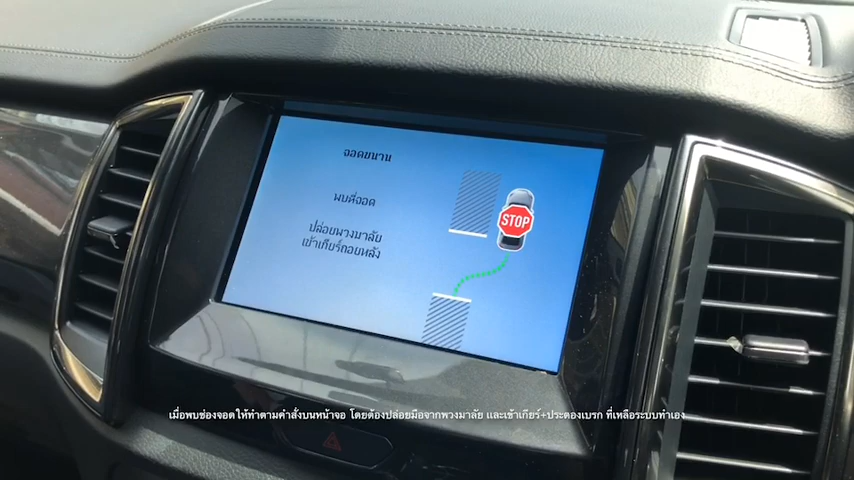 จอดขนาน
พบที่จอด
ปล่อยพวงมาลัย
เข้าเกียร์ถอยหลัง
STOP
เมื่อพบช่องจอดให้ทำตามคำสั่งบนหน้าจอ โดยต้องปล่อยมือจากพวงมาลัย และเข้าเกียร์+ประคองเบรก ที่เหลือระบบทำเอง